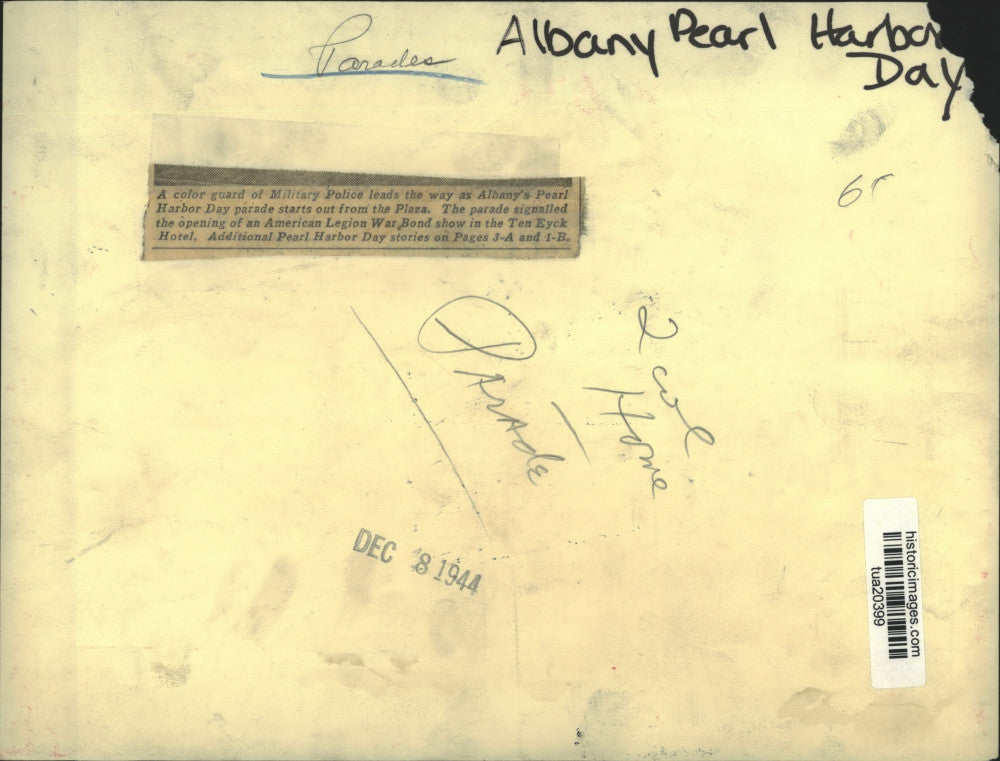 Parades
Albany Pearl Harbor
Day
A color guard of Military Police leads the way as Albany's Pearl
Harbor Day parade starts out from the Plaza. The parade signalled
the opening of an American Legion War Bond show in the Ten Eyck
Hotel. Additional Pearl Harbor Day stories on Pages 3-A and 1-B.
Parade
2 col
Home
DEC 8 1944
historicimages.com
tua20399